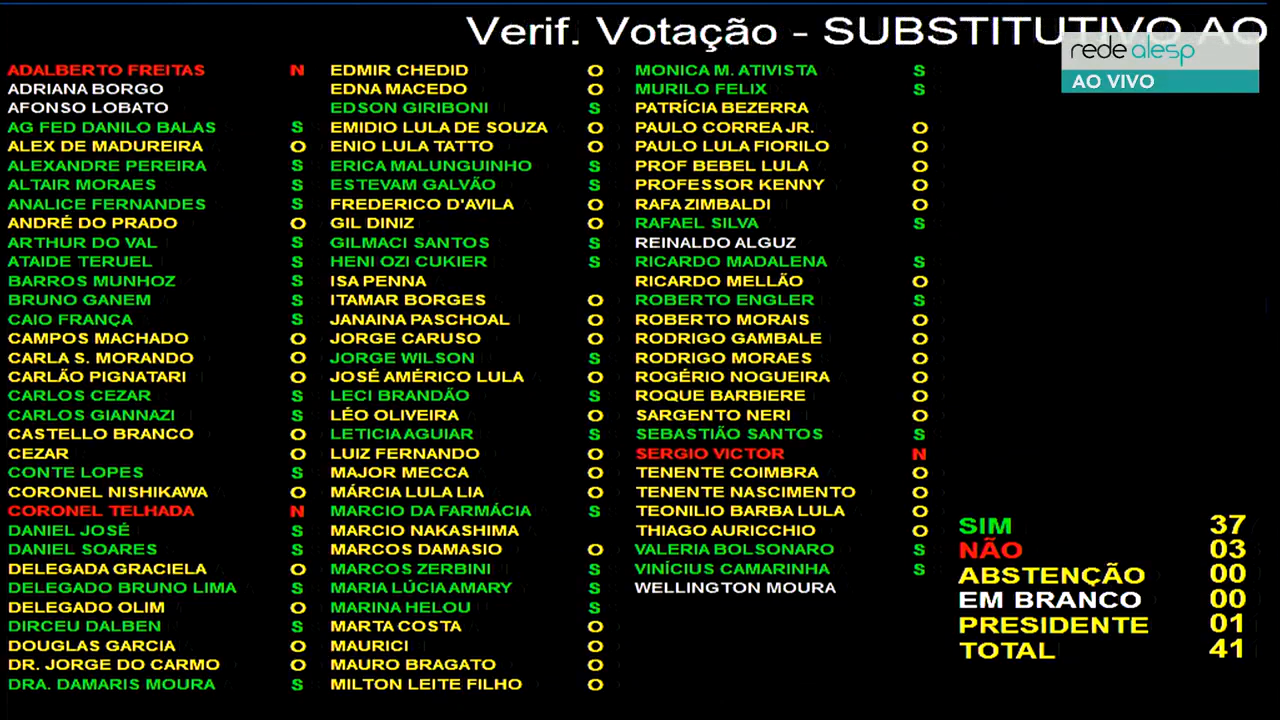 Verif. Votação - SUBSTITUTIVO AO
rede alesp
AO VIVO
ADALBERTO FREITAS N
ADRIANA BORGO
AFONSO LOBATO
AG FED DANILO BALAS S
ALEX DE MADUREIRA O
ALEXANDRE PEREIRA S
ALTAIR MORAES S
ANALICE FERNANDES S
ANDRÉ DO PRADO O
ARTHUR DO VAL S
ATAIDE TERUEL S
BARROS MUNHOZ S
BRUNO GANEM S
CAIO FRANÇA S
CAMPOS MACHADO O
CARLA S. MORANDO O
CARLÃO PIGNATARI O
CARLOS CEZAR S
CARLOS GIANNAZI S
CASTELLO BRANCO O
CEZAR O
CONTE LOPES S
CORONEL NISHIKAWA O
CORONEL TELHADA N
DANIEL JOSÉ S
DANIEL SOARES S
DELEGADA GRACIELA O
DELEGADO BRUNO LIMA S
DELEGADO OLIM O
DIRCEU DALBEN S
DOUGLAS GARCIA O
DR. JORGE DO CARMO O
DRA. DAMARIS MOURA S
EDMIR CHEDID O
EDNA MACEDO O
EDSON GIRIBONI S
EMIDIO LULA DE SOUZA O
ENIO LULA TATTO O
ERICA MALUNGUINHO S
ESTEVAM GALVÃO S
FREDERICO D'AVILA O
GIL DINIZ O
GILMACI SANTOS S
HENI OZI CUKIER S
ISA PENNA
ITAMAR BORGES O
JANAINA PASCHOAL O
JORGE CARUSO O
JORGE WILSON S
JOSÉ AMÉRICO LULA O
LECI BRANDÃO S
LÉO OLIVEIRA O
LETICIA AGUIAR S
LUIZ FERNANDO O
MAJOR MECCA O
MÁRCIA LULA LIA O
MARCIO DA FARMÁCIA S
MARCIO NAKASHIMA
MARCOS DAMASIO O
MARCOS ZERBINI S
MARIA LÚCIA AMARY S
MARINA HELOU S
MARTA COSTA O
MAURICI O
MAURO BRAGATO O
MILTON LEITE FILHO O
MONICA M. ATIVISTA S
MURILO FELIX S
PATRÍCIA BEZERRA
PAULO CORREA JR. O
PAULO LULA FIORILO O
PROF BEBEL LULA O
PROFESSOR KENNY O
RAFA ZIMBALDI O
RAFAEL SILVA S
REINALDO ALGUZ
RICARDO MADALENA S
RICARDO MELLÃO O
ROBERTO ENGLER S
ROBERTO MORAIS O
RODRIGO GAMBALE O
RODRIGO MORAES O
ROGÉRIO NOGUEIRA O
ROQUE BARBIERE O
SARGENTO NERI O
SEBASTIÃO SANTOS S
SERGIO VICTOR N
TENENTE COIMBRA O
TENENTE NASCIMENTO O
TEONILIO BARBA LULA O
THIAGO AURICCHIO O
VALERIA BOLSONARO S
VINÍCIUS CAMARINHA S
WELLINGTON MOURA
SIM 37
NÃO 03
ABSTENÇÃO 00
EM BRANCO 00
PRESIDENTE 01
TOTAL 41